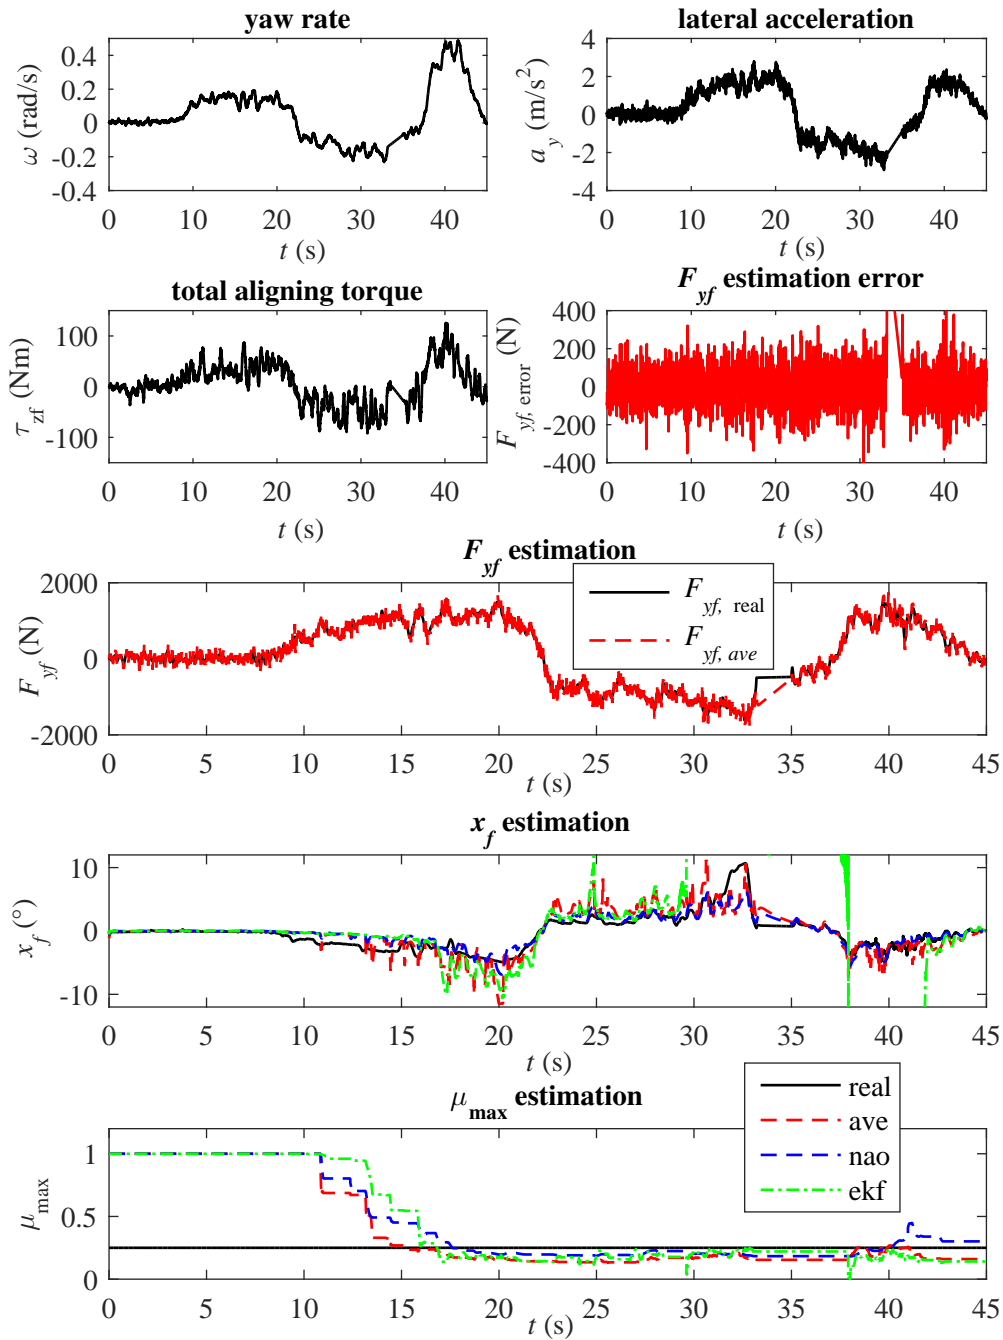 yaw rate
lateral acceleration
ω (rad/s)
0.4
0.2
0
-0.2
-0.4
0 10 20 30 40
t (s)
a_y (m/s²)
4
2
0
-2
-4
0 10 20 30 40
t (s)
total aligning torque
F_yf estimation error
τ_zf (Nm)
100
0
-100
0 10 20 30 40
t (s)
F_yf, error (N)
400
200
0
-200
-400
0 10 20 30 40
t (s)
F_yf estimation
F_yf (N)
2000
0
-2000
F_yf, real
F_yf, ave
0 5 10 15 20 25 30 35 40 45
t (s)
x_f estimation
x_f (°)
10
0
-10
0 5 10 15 20 25 30 35 40 45
t (s)
μ_max estimation
μ_max
1
0.5
0
real
ave
nao
ekf
0 5 10 15 20 25 30 35 40 45
t (s)